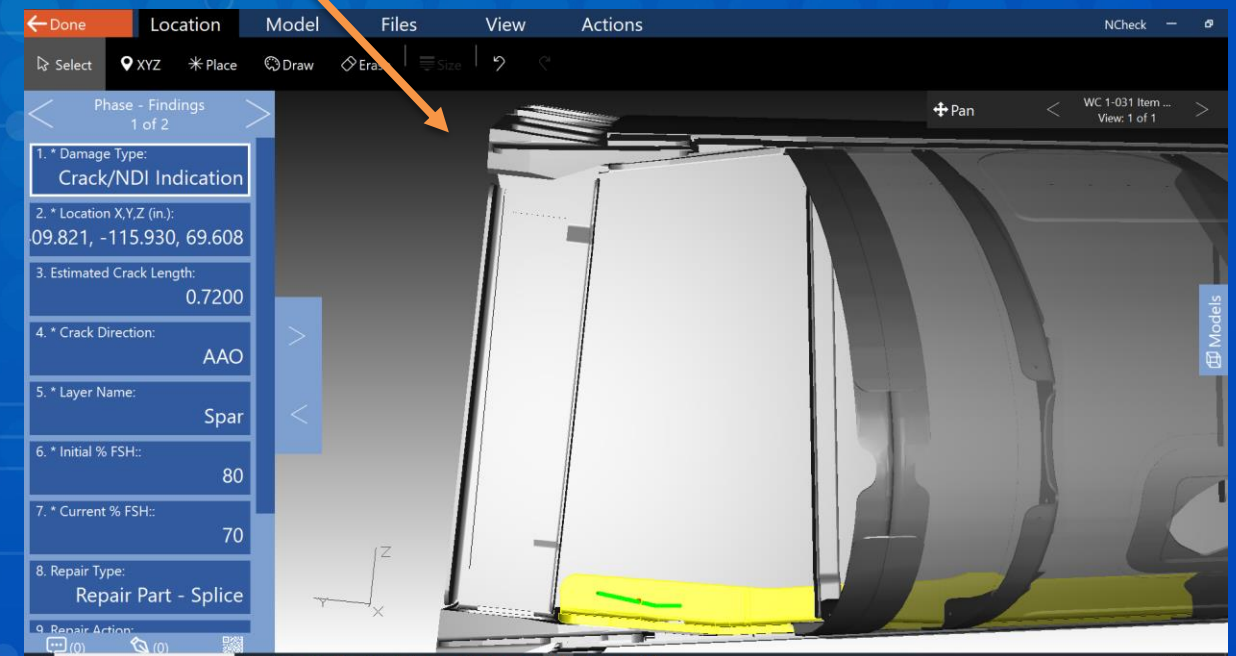 Done Location Model Files View Actions NCheck
Select XYZ Place Draw Size
Phase - Findings
1 of 2
Pan
WC 1-031 Item ...
View: 1 of 1
1. * Damage Type:
Crack/NDI Indication
2. * Location X,Y,Z (in.):
09.821, -115.930, 69.608
3. Estimated Crack Length:
0.7200
4. * Crack Direction:
AAO
5. * Layer Name:
Spar
6. * Initial % FSH::
80
7. * Current % FSH::
70
8. Repair Type:
Repair Part - Splice
9. Repair Action:
(0) (0)
Models
Z
Y
X